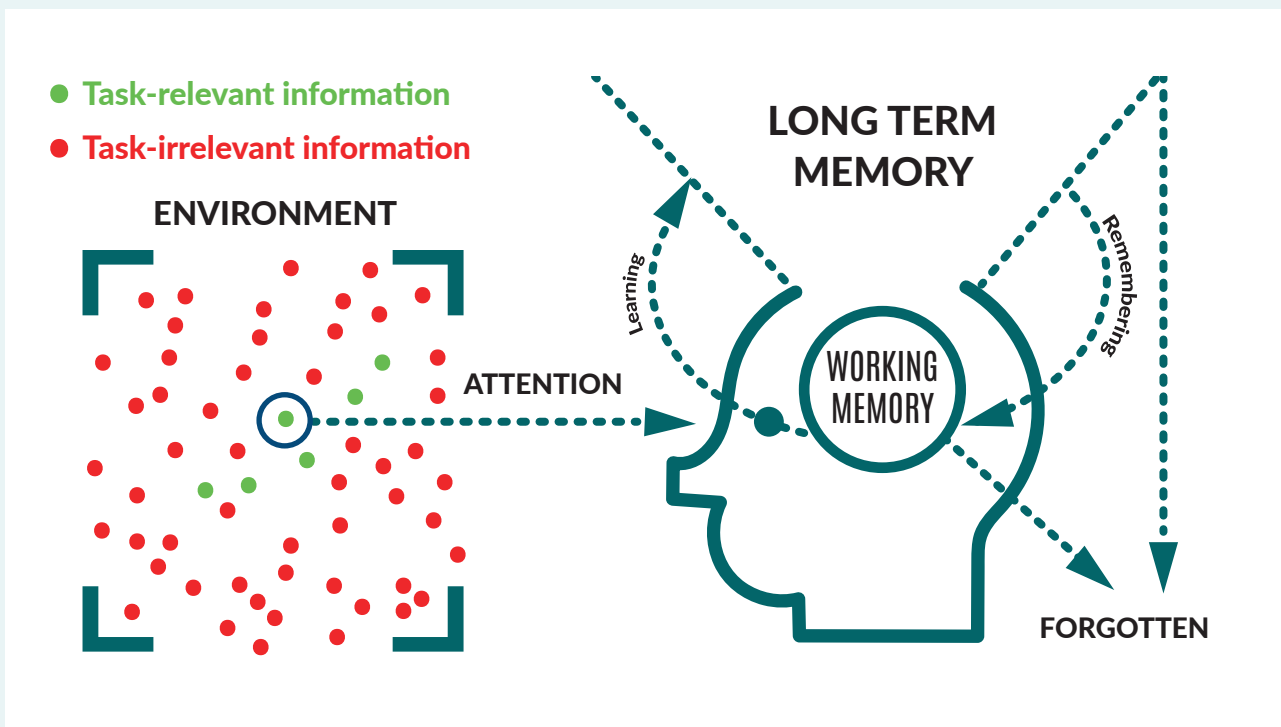 Task-relevant information
Task-irrelevant information
ENVIRONMENT
LONG TERM
MEMORY
Learning
Remembering
ATTENTION
WORKING
MEMORY
FORGOTTEN